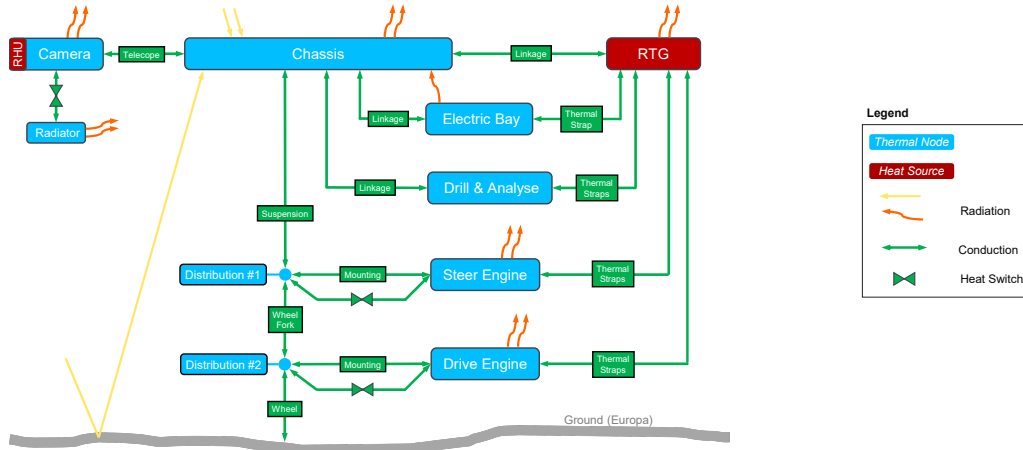 RHU
Camera
Telecope
Chassis
Linkage
RTG
Radiator
Linkage
Electric Bay
Thermal
Strap
Linkage
Drill & Analyse
Thermal
Straps
Suspension
Distribution #1
Mounting
Steer Engine
Thermal
Straps
Wheel
Fork
Distribution #2
Mounting
Drive Engine
Thermal
Straps
Wheel
Ground (Europa)
Legend
Thermal Node
Heat Source
Radiation
Conduction
Heat Switch